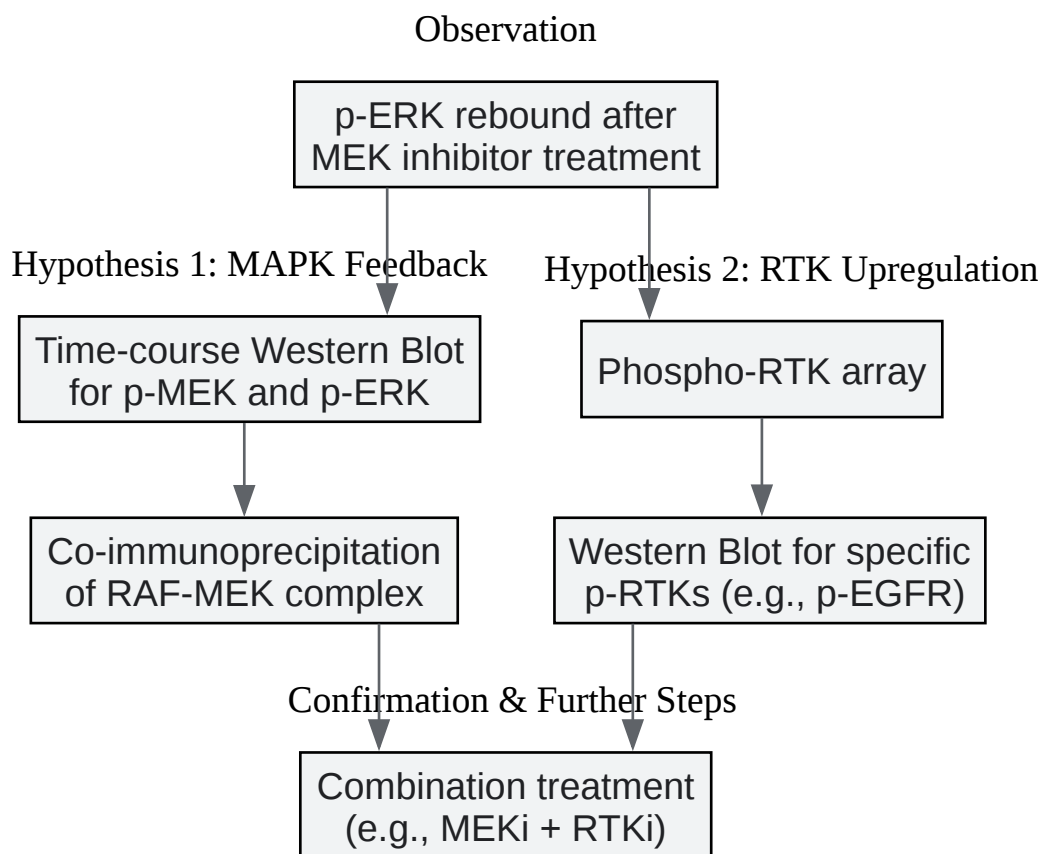 Observation
p-ERK rebound after
MEK inhibitor treatment
Hypothesis 1: MAPK Feedback
Hypothesis 2: RTK Upregulation
Time-course Western Blot
for p-MEK and p-ERK
Phospho-RTK array
Co-immunoprecipitation
of RAF-MEK complex
Western Blot for specific
p-RTKs (e.g., p-EGFR)
Confirmation & Further Steps
Combination treatment
(e.g., MEKi + RTKi)